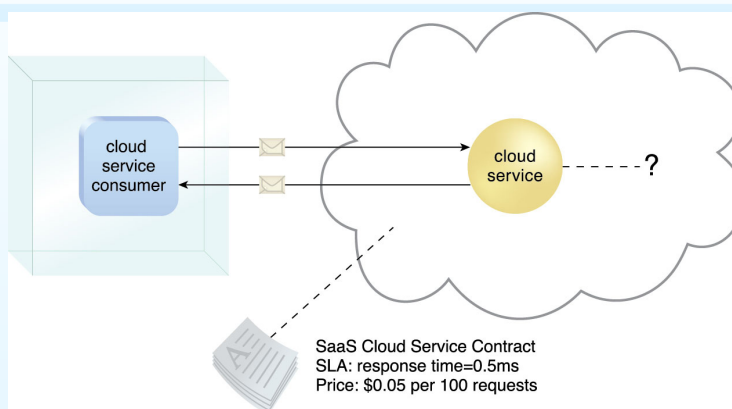 cloud
service
consumer
cloud
service
?
A
SaaS Cloud Service Contract
SLA: response time=0.5ms
Price: $0.05 per 100 requests